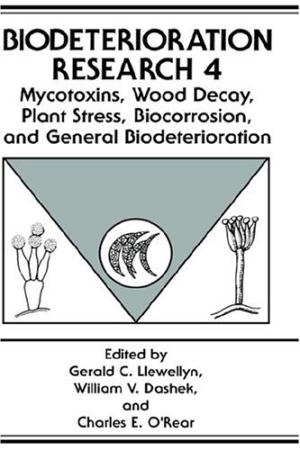 BIODETERIORATION
RESEARCH 4
Mycotoxins, Wood Decay,
Plant Stress, Biocorrosion,
and General Biodeterioration
Edited by
Gerald C. Llewellyn,
William V. Dashek,
and
Charles E. O'Rear